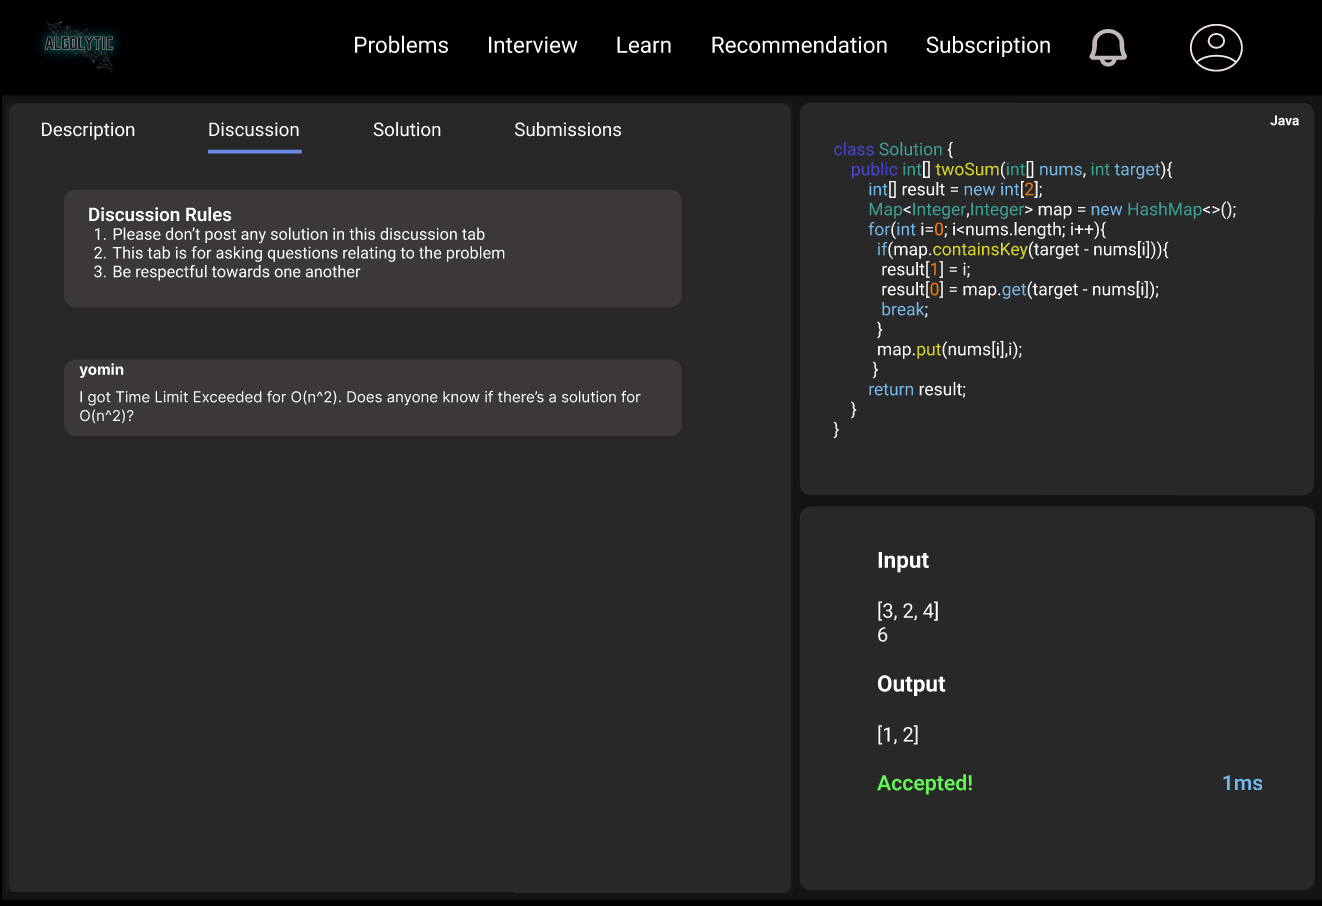 ALGOLYTIC
Problems Interview Learn Recommendation Subscription
Description Discussion Solution Submissions
Discussion Rules
1. Please don't post any solution in this discussion tab
2. This tab is for asking questions relating to the problem
3. Be respectful towards one another
yomin
I got Time Limit Exceeded for O(n^2). Does anyone know if there's a solution for
O(n^2)?
Java
class Solution {
public int[] twoSum(int[] nums, int target){
int[] result = new int[2];
Map<Integer,Integer> map = new HashMap<>();
for(int i=0; i<nums.length; i++){
if(map.containsKey(target - nums[i])){
result[1] = i;
result[0] = map.get(target - nums[i]);
break;
}
map.put(nums[i],i);
}
return result;
}
}
Input
[3, 2, 4]
6
Output
[1, 2]
Accepted! 1ms